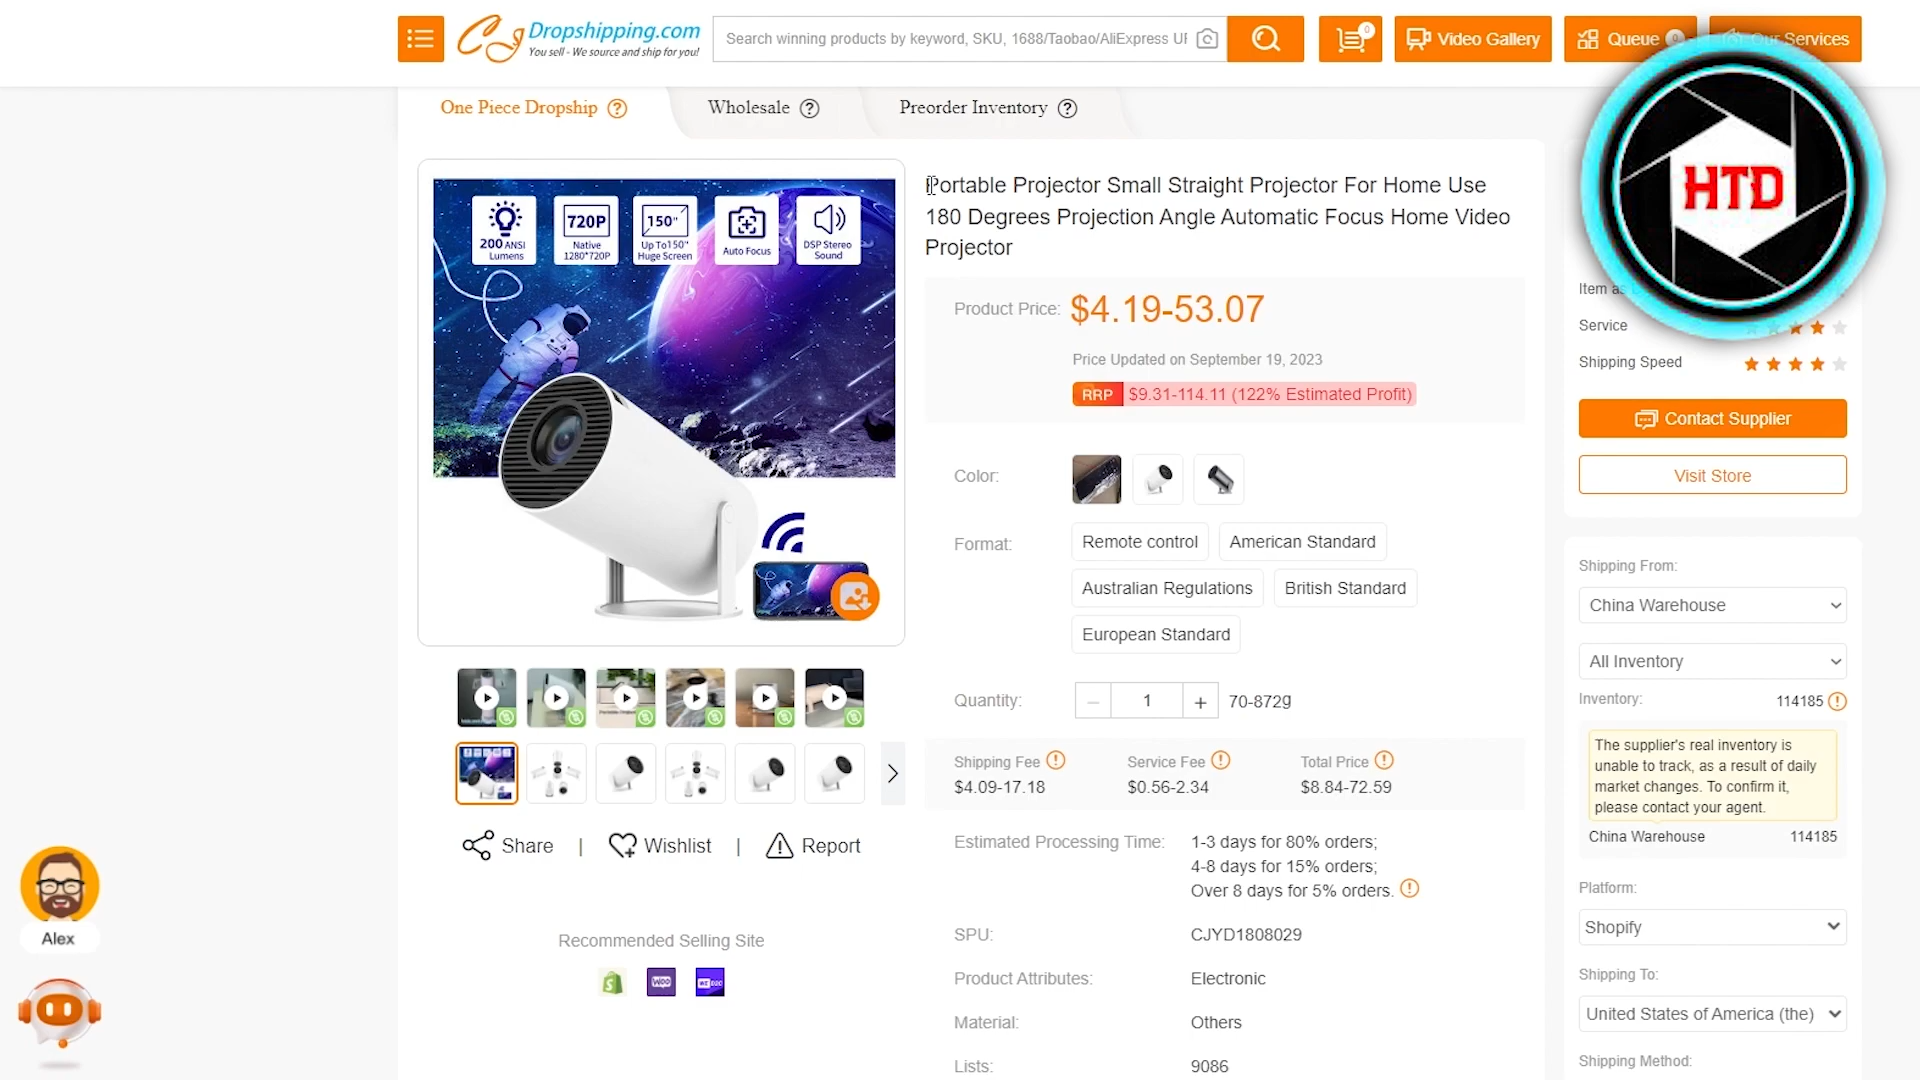 CJ Dropshipping.com
You sell - We source and ship for you!
Search winning products by keyword, SKU, 1688/Taobao/AliExpress UR
0
Video Gallery
Queue 0
Our Services
One Piece Dropship ?
Wholesale ?
Preorder Inventory ?
HTD
200 ANSI
Lumens
720P
Native
1280*720P
150"
Up To150"
Huge Screen
Auto Focus
DSP Stereo
Sound
Portable Projector Small Straight Projector For Home Use
180 Degrees Projection Angle Automatic Focus Home Video
Projector
Product Price: $4.19-53.07
Price Updated on September 19, 2023
RRP $9.31-114.11 (122% Estimated Profit)
Color:
Format:
Remote control
American Standard
Australian Regulations
British Standard
European Standard
Quantity: − 1 + 70-872g
Shipping Fee
$4.09-17.18
Service Fee
$0.56-2.34
Total Price
$8.84-72.59
Estimated Processing Time:
1-3 days for 80% orders;
4-8 days for 15% orders;
Over 8 days for 5% orders.
SPU: CJYD1808029
Product Attributes: Electronic
Material: Others
Lists: 9086
Share | Wishlist | Report
Recommended Selling Site
WOO
Alex
Item as
Service
Shipping Speed
Contact Supplier
Visit Store
Shipping From:
China Warehouse
All Inventory
Inventory: 114185
The supplier's real inventory is
unable to track, as a result of daily
market changes. To confirm it,
please contact your agent.
China Warehouse 114185
Platform:
Shopify
Shipping To:
United States of America (the)
Shipping Method: